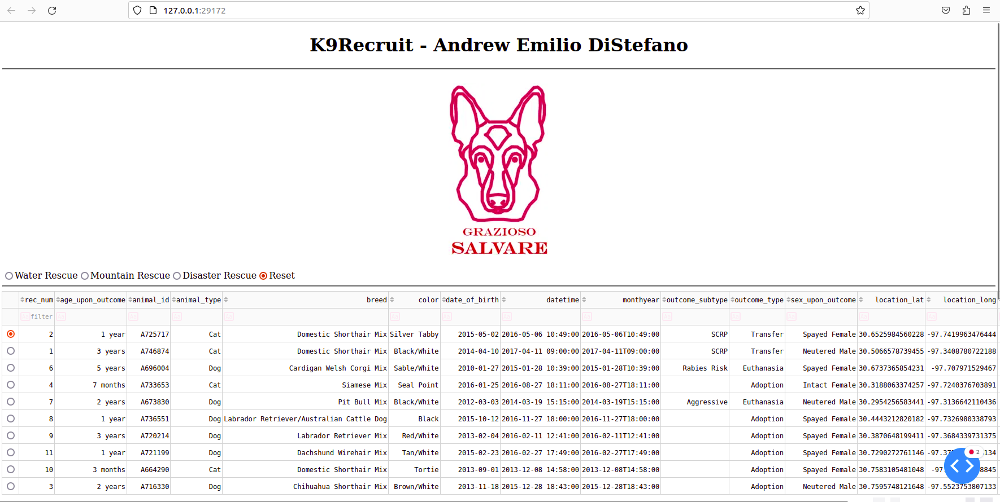 127.0.0.1:29172
K9Recruit - Andrew Emilio DiStefano
GRAZIOSO
SALVARE
Water Rescue Mountain Rescue Disaster Rescue Reset
rec_num age_upon_outcome animal_id animal_type breed color date_of_birth datetime monthyear outcome_subtype outcome_type sex_upon_outcome location_lat location_long
Aa filter Aa Aa Aa Aa Aa Aa Aa Aa Aa Aa Aa Aa Aa
2 1 year A725717 Cat Domestic Shorthair Mix Silver Tabby 2015-05-02 2016-05-06 10:49:00 2016-05-06T10:49:00 SCRP Transfer Spayed Female 30.6525984560228 -97.7419963476444
1 3 years A746874 Cat Domestic Shorthair Mix Black/White 2014-04-10 2017-04-11 09:00:00 2017-04-11T09:00:00 SCRP Transfer Neutered Male 30.5066578739455 -97.3408780722188
6 5 years A696004 Dog Cardigan Welsh Corgi Mix Sable/White 2010-01-27 2015-01-28 10:39:00 2015-01-28T10:39:00 Rabies Risk Euthanasia Spayed Female 30.6737365854231 -97.707971529467
4 7 months A733653 Cat Siamese Mix Seal Point 2016-01-25 2016-08-27 18:11:00 2016-08-27T18:11:00 Adoption Intact Female 30.3188063374257 -97.7240376703891
7 2 years A673830 Dog Pit Bull Mix Black/White 2012-03-03 2014-03-19 15:15:00 2014-03-19T15:15:00 Aggressive Euthanasia Neutered Male 30.2954256583441 -97.3136642110436
8 1 year A736551 Dog Labrador Retriever/Australian Cattle Dog Black 2015-10-12 2016-11-27 18:00:00 2016-11-27T18:00:00 Adoption Spayed Female 30.4443212820182 -97.7326980338793
9 3 years A720214 Dog Labrador Retriever Mix Red/White 2013-02-04 2016-02-11 12:41:00 2016-02-11T12:41:00 Adoption Spayed Female 30.3870648199411 -97.3684339731375
11 1 year A721199 Dog Dachshund Wirehair Mix Tan/White 2015-02-23 2016-02-27 17:49:00 2016-02-27T17:49:00 Adoption Spayed Female 30.7290272761146 2
10 3 months A664290 Cat Domestic Shorthair Mix Tortie 2013-09-01 2013-12-08 14:58:00 2013-12-08T14:58:00 Adoption Spayed Female 30.7583105481048
3 2 years A716330 Dog Chihuahua Shorthair Mix Brown/White 2013-11-18 2015-12-28 18:43:00 2015-12-28T18:43:00 Adoption Neutered Male 30.7595748121648 -97.5523753807133